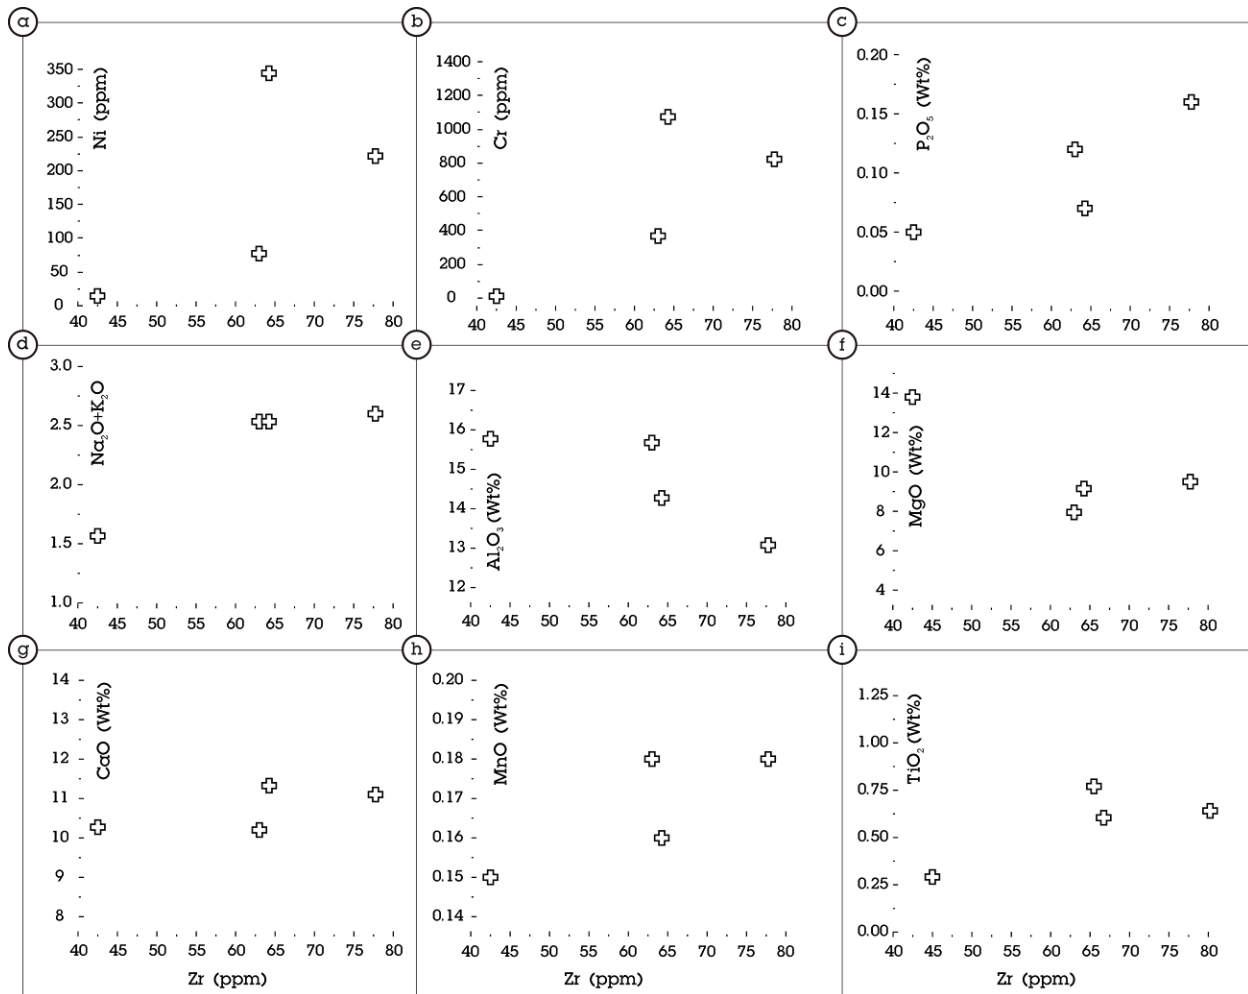 a
350
300
250
200
150
100
50
0
Ni (ppm)
40 45 50 55 60 65 70 75 80
b
1400
1200
1000
800
600
400
200
0
Cr (ppm)
40 45 50 55 60 65 70 75 80
c
0.20
0.15
0.10
0.05
0.00
P₂O₅ (Wt%)
40 45 50 55 60 65 70 75 80
d
3.0
2.5
2.0
1.5
1.0
Na₂O+K₂O
40 45 50 55 60 65 70 75 80
e
17
16
15
14
13
12
Al₂O₃ (Wt%)
40 45 50 55 60 65 70 75 80
f
14
12
10
8
6
4
MgO (Wt%)
40 45 50 55 60 65 70 75 80
g
14
13
12
11
10
9
8
CaO (Wt%)
40 45 50 55 60 65 70 75 80
Zr (ppm)
h
0.20
0.19
0.18
0.17
0.16
0.15
0.14
MnO (Wt%)
40 45 50 55 60 65 70 75 80
Zr (ppm)
i
1.25
1.00
0.75
0.50
0.25
0.00
TiO₂ (Wt%)
40 45 50 55 60 65 70 75 80
Zr (ppm)